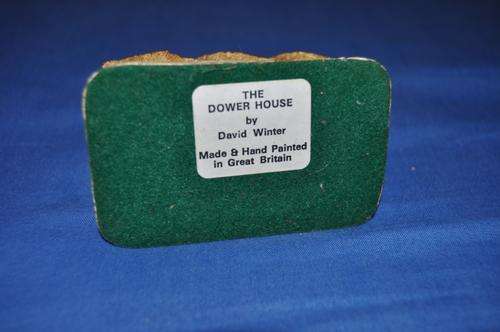 THE
DOWER HOUSE
by
David Winter
Made & Hand Painted
in Great Britain